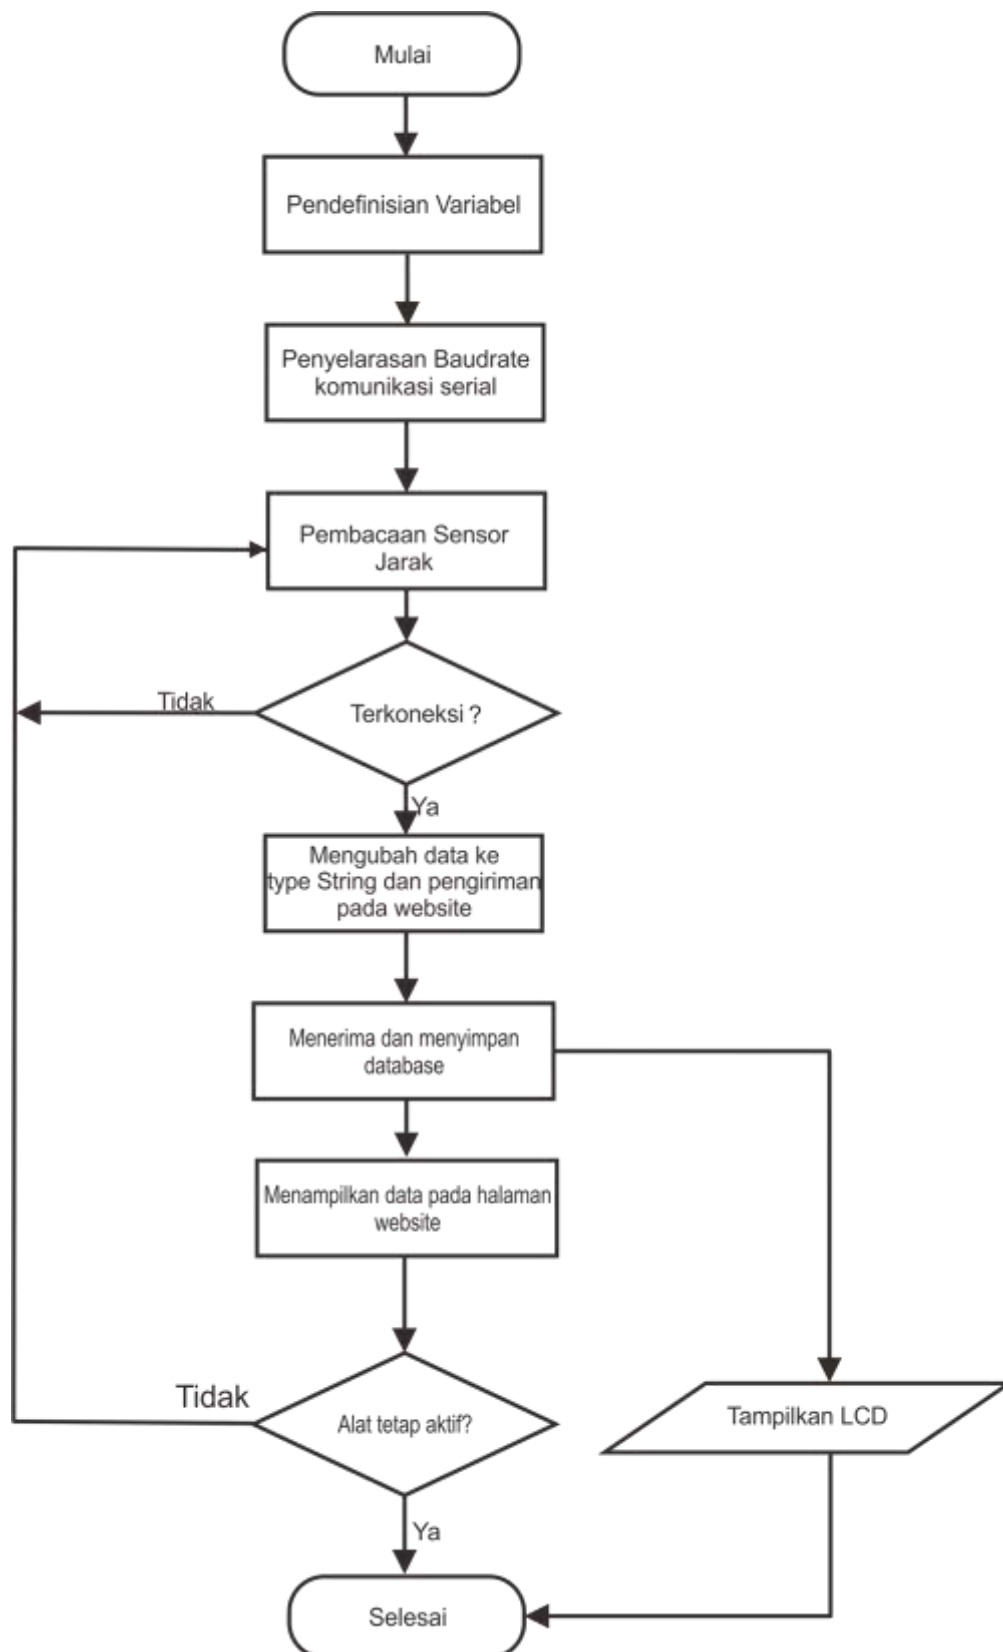 Mulai
Pendefinisian Variabel
Penyelarasan Baudrate
komunikasi serial
Pembacaan Sensor
Jarak
Terkoneksi ?
Tidak
Ya
Mengubah data ke
type String dan pengiriman
pada website
Menerima dan menyimpan
database
Menampilkan data pada halaman
website
Tidak
Alat tetap aktif?
Tampilkan LCD
Ya
Selesai